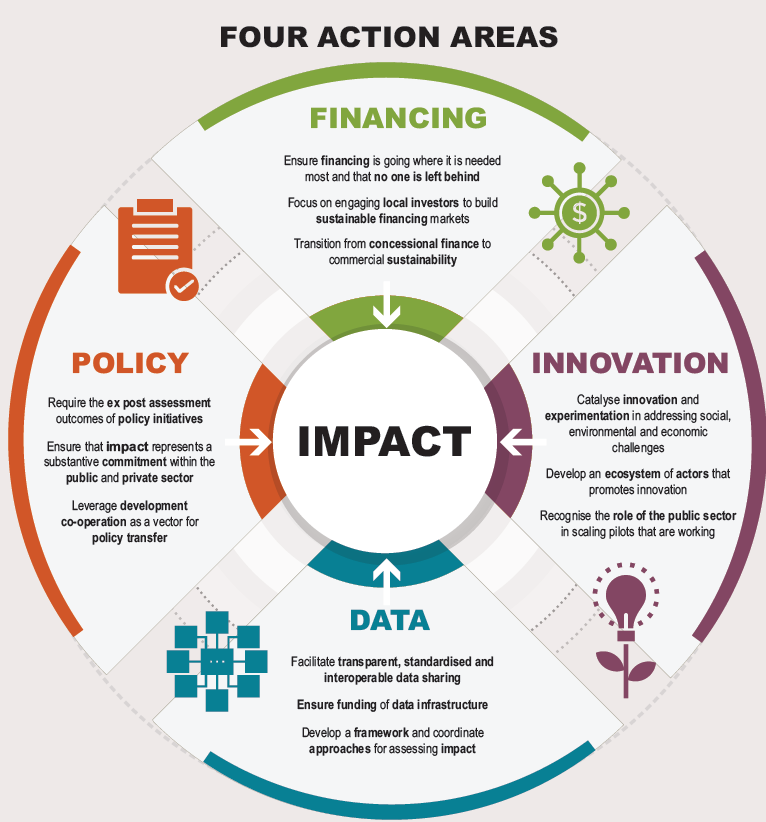 FOUR ACTION AREAS
FINANCING
Ensure financing is going where it is needed
most and that no one is left behind
Focus on engaging local investors to build
sustainable financing markets
Transition from concessional finance to
commercial sustainability
$
POLICY
Require the ex post assessment
outcomes of policy initiatives
Ensure that impact represents a
substantive commitment within the
public and private sector
Leverage development
co-operation as a vector for
policy transfer
IMPACT
INNOVATION
Catalyse innovation and
experimentation in addressing social,
environmental and economic
challenges
Develop an ecosystem of actors that
promotes innovation
Recognise the role of the public sector
in scaling pilots that are working
DATA
Facilitate transparent, standardised and
interoperable data sharing
Ensure funding of data infrastructure
Develop a framework and coordinate
approaches for assessing impact